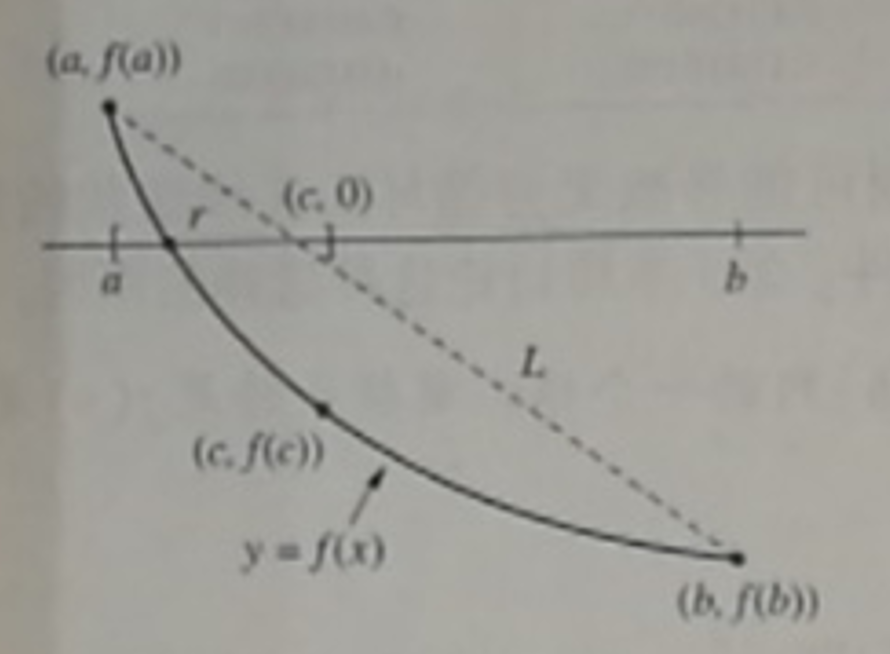 (a, f(a))
(c, 0)
r
a
b
L
(c, f(c))
y = f(x)
(b, f(b))